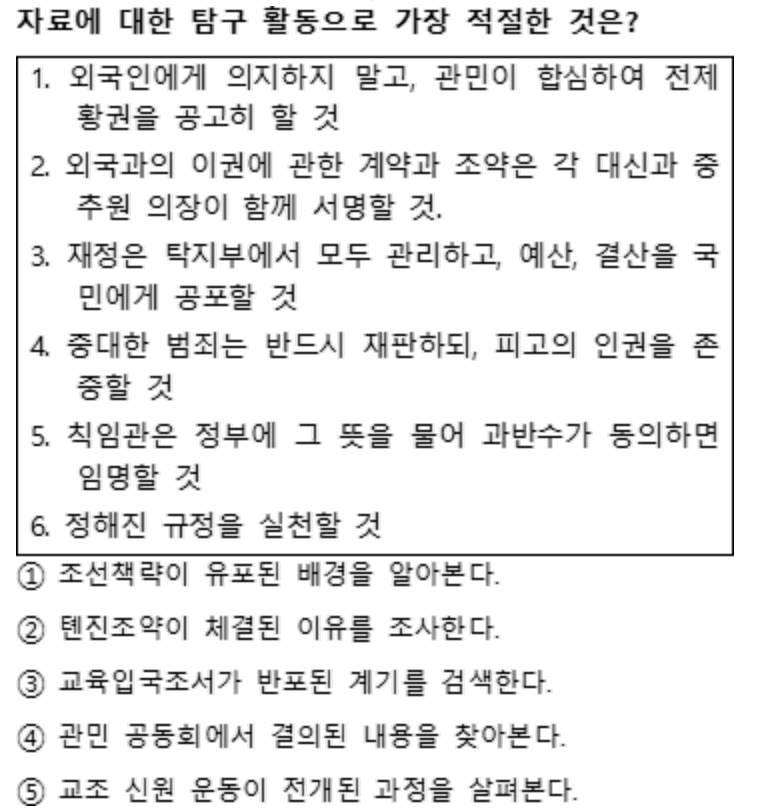 자료에 대한 탐구 활동으로 가장 적절한 것은?
1. 외국인에게 의지하지 말고, 관민이 합심하여 전제
황권을 공고히 할 것
2. 외국과의 이권에 관한 계약과 조약은 각 대신과 중
추원 의장이 함께 서명할 것.
3. 재정은 탁지부에서 모두 관리하고, 예산, 결산을 국
민에게 공포할 것
4. 중대한 범죄는 반드시 재판하되, 피고의 인권을 존
중할 것
5. 칙임관은 정부에 그 뜻을 물어 과반수가 동의하면
임명할 것
6. 정해진 규정을 실천할 것
① 조선책략이 유포된 배경을 알아본다.
② 톈진조약이 체결된 이유를 조사한다.
③ 교육입국조서가 반포된 계기를 검색한다.
④ 관민 공동회에서 결의된 내용을 찾아본다.
⑤ 교조 신원 운동이 전개된 과정을 살펴본다.